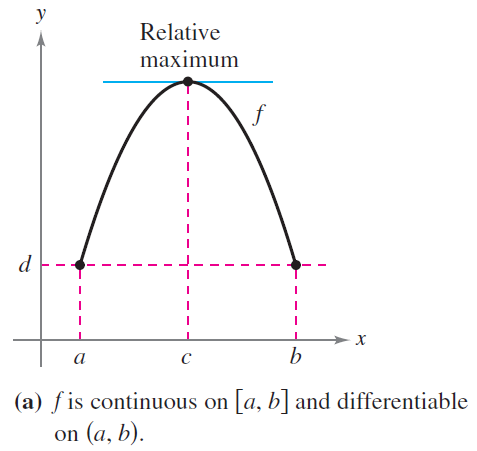 y
Relative
maximum
f
d
x
a
c
b
(a) f is continuous on [a, b] and differentiable
on (a, b).